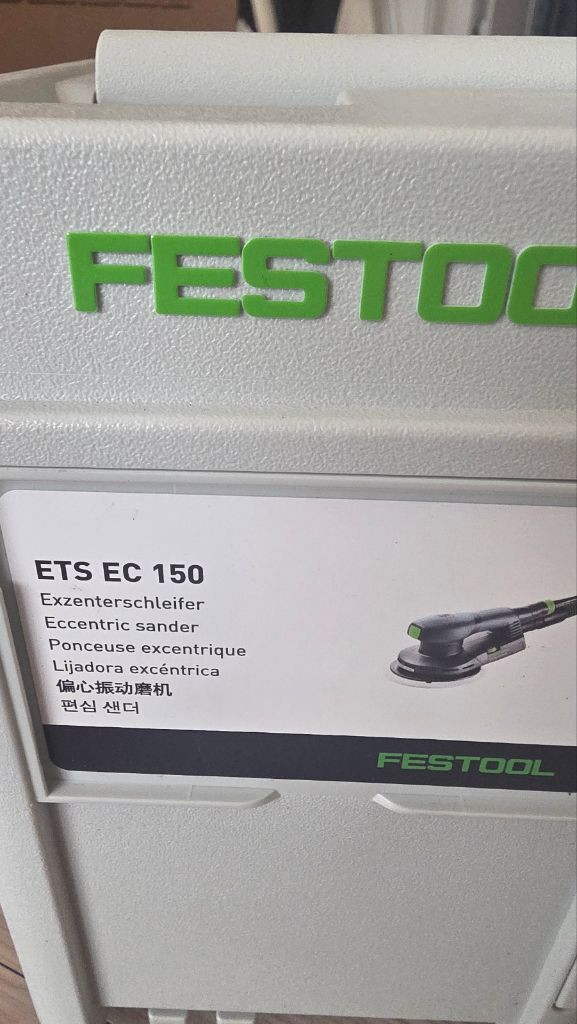 FESTOO
ETS EC 150
Exzenterschleifer
Eccentric sander
Ponceuse excentrique
Lijadora excéntrica
偏心振动磨机
편심 샌더
FESTOOL